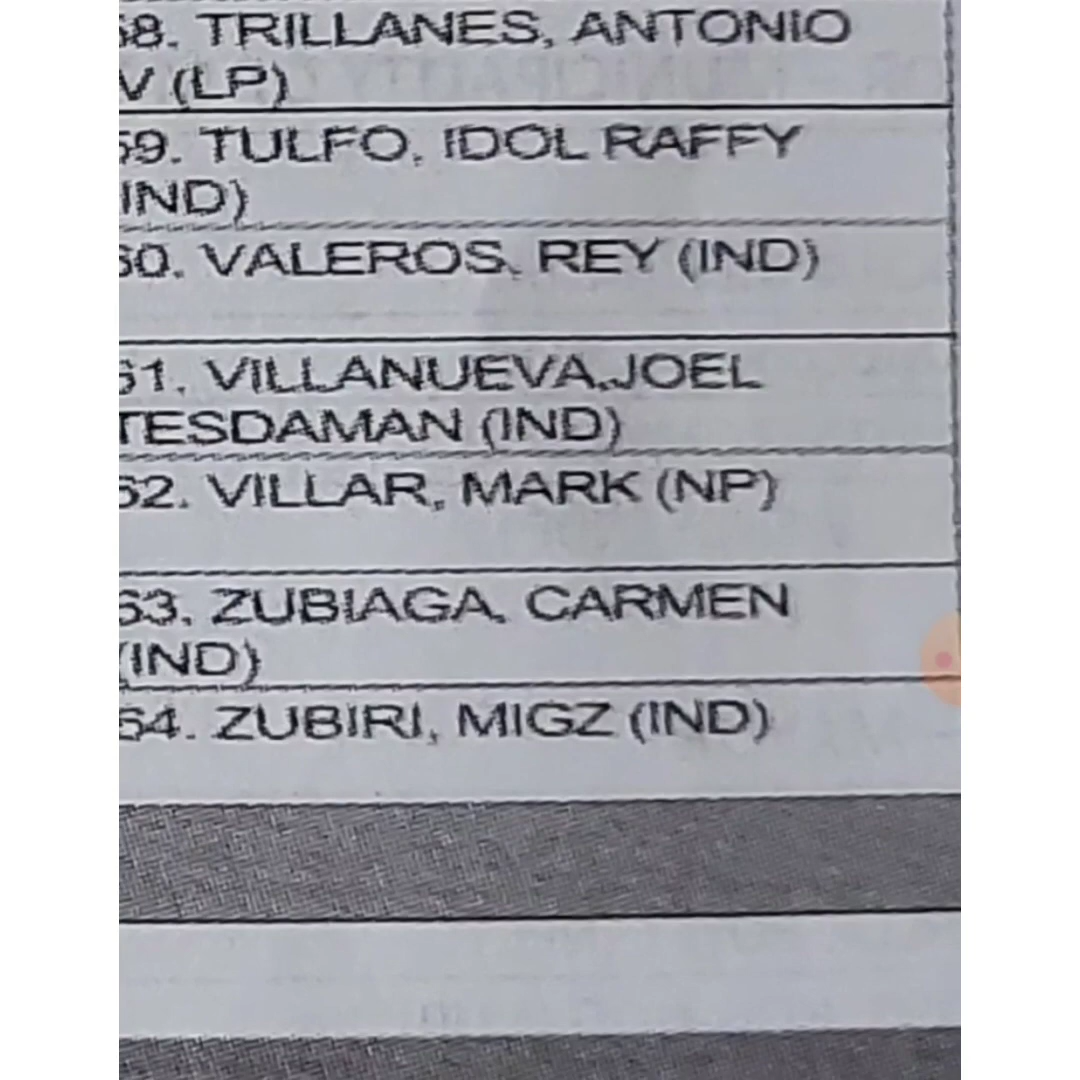 58. TRILLANES, ANTONIO
V (LP)
59. TULFO, IDOL RAFFY
IND)
60. VALEROS, REY (IND)
61. VILLANUEVA,JOEL
TESDAMAN (IND)
62. VILLAR, MARK (NP)
63. ZUBIAGA, CARMEN
(IND)
64. ZUBIRI, MIGZ (IND)